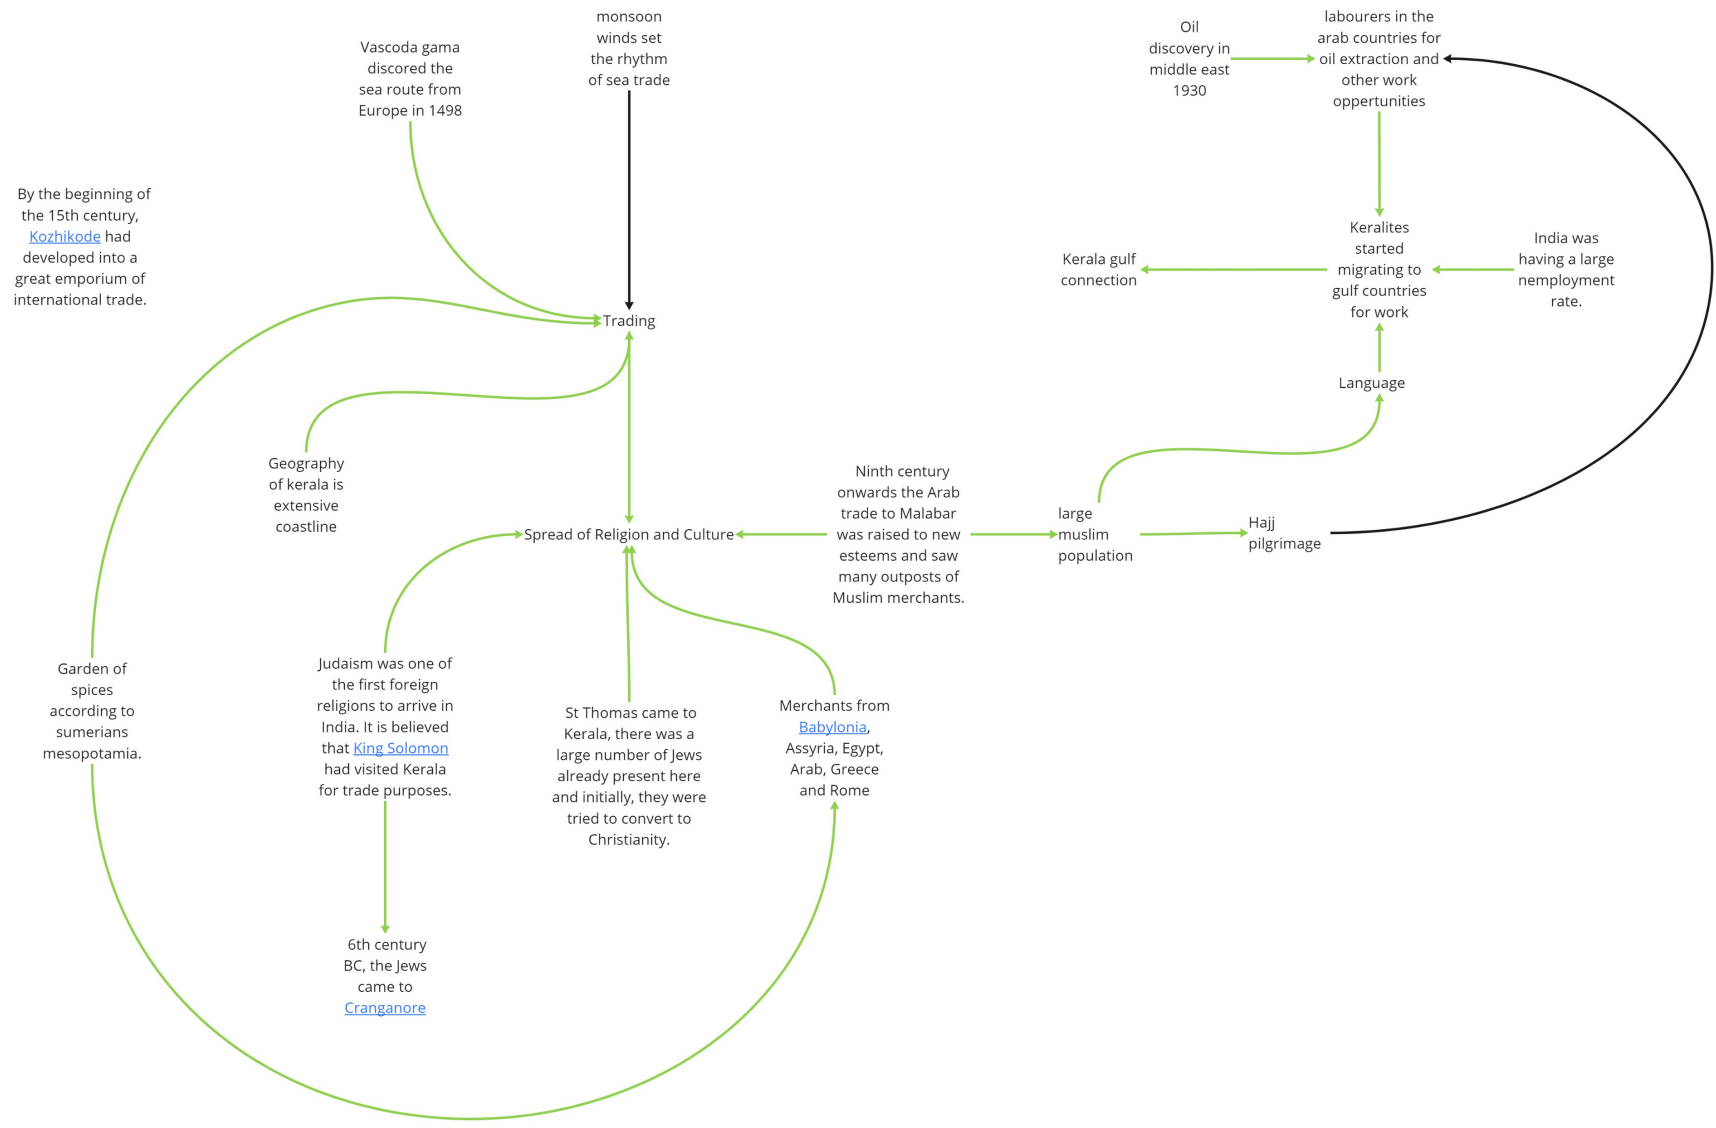 monsoon
winds set
the rhythm
of sea trade
Vascoda gama
discored the
sea route from
Europe in 1498
Oil
discovery in
middle east
1930
labourers in the
arab countries for
oil extraction and
other work
oppertunities
By the beginning of
the 15th century,
Kozhikode had
developed into a
great emporium of
international trade.
Trading
Kerala gulf
connection
Keralites
started
migrating to
gulf countries
for work
India was
having a large
nemployment
rate.
Language
Geography
of kerala is
extensive
coastline
Spread of Religion and Culture
Ninth century
onwards the Arab
trade to Malabar
was raised to new
esteems and saw
many outposts of
Muslim merchants.
large
muslim
population
Hajj
pilgrimage
Garden of
spices
according to
sumerians
mesopotamia.
Judaism was one of
the first foreign
religions to arrive in
India. It is believed
that King Solomon
had visited Kerala
for trade purposes.
St Thomas came to
Kerala, there was a
large number of Jews
already present here
and initially, they were
tried to convert to
Christianity.
Merchants from
Babylonia,
Assyria, Egypt,
Arab, Greece
and Rome
6th century
BC, the Jews
came to
Cranganore